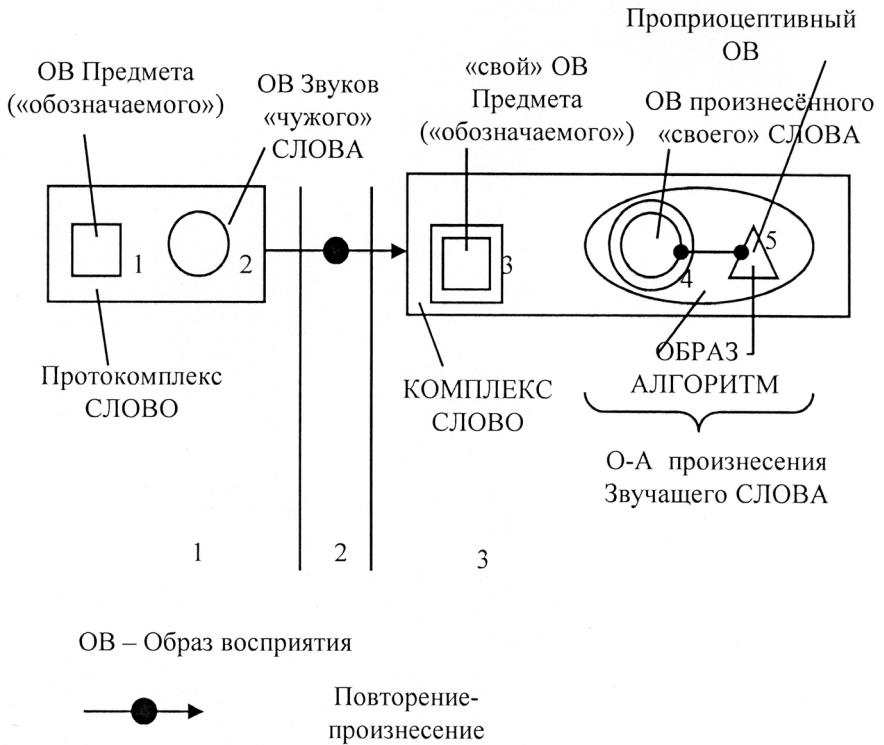 Проприоцептивный
ОВ
ОВ Предмета
(«обозначаемого»)
ОВ Звуков
«чужого»
СЛОВА
«свой» ОВ
Предмета
(«обозначаемого»)
ОВ произнесённого
«своего» СЛОВА
1
2
3
4
5
Протокомплекс
СЛОВО
КОМПЛЕКС
СЛОВО
ОБРАЗ
АЛГОРИТМ
О-А произнесения
Звучащего СЛОВА
1
2
3
ОВ – Образ восприятия
Повторение-
произнесение